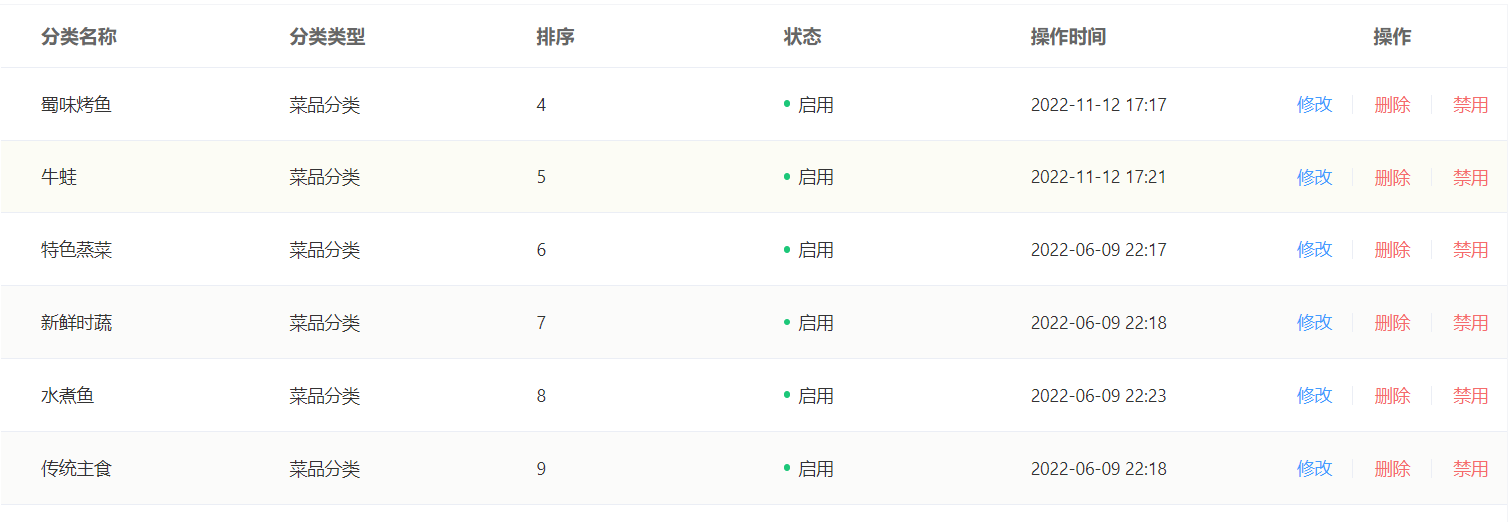 分类名称 分类类型 排序 状态 操作时间 操作
蜀味烤鱼 菜品分类 4 启用 2022-11-12 17:17 修改 删除 禁用
牛蛙 菜品分类 5 启用 2022-11-12 17:21 修改 删除 禁用
特色蒸菜 菜品分类 6 启用 2022-06-09 22:17 修改 删除 禁用
新鲜时蔬 菜品分类 7 启用 2022-06-09 22:18 修改 删除 禁用
水煮鱼 菜品分类 8 启用 2022-06-09 22:23 修改 删除 禁用
传统主食 菜品分类 9 启用 2022-06-09 22:18 修改 删除 禁用